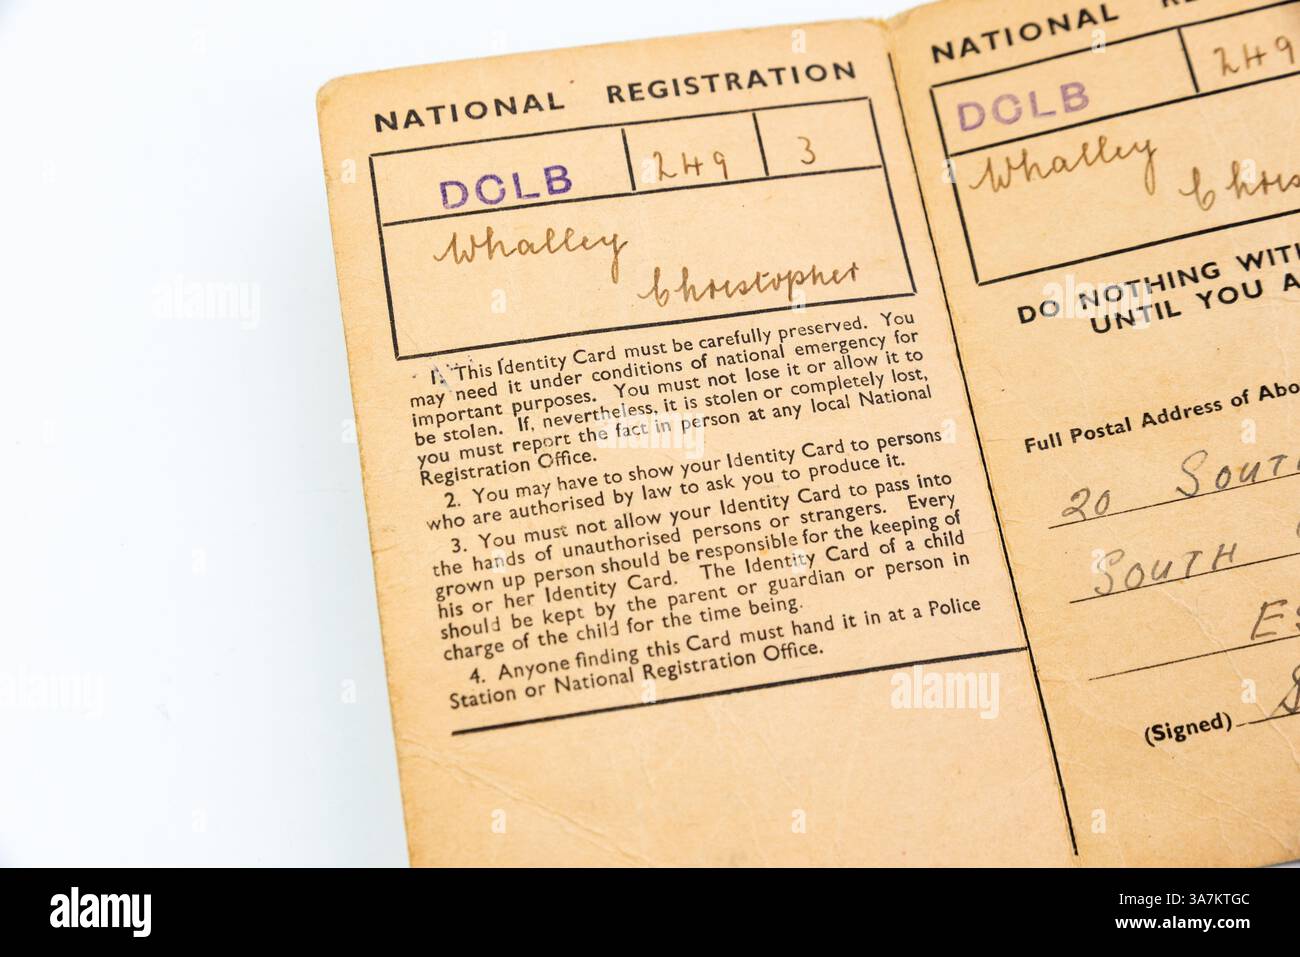 NATIONAL REGISTRATION
DCLB 249 3
Whalley
Christopher
1. This Identity Card must be carefully preserved. You
may need it under conditions of national emergency for
important purposes. You must not lose it or allow it to
be stolen. If, nevertheless, it is stolen or completely lost,
you must report the fact in person at any local National
Registration Office.
2. You may have to show your Identity Card to persons
who are authorised by law to ask you to produce it.
3. You must not allow your Identity Card to pass into
the hands of unauthorised persons or strangers. Every
grown up person should be responsible for the keeping of
his or her Identity Card. The Identity Card of a child
should be kept by the parent or guardian or person in
charge of the child for the time being.
4. Anyone finding this Card must hand it in at a Police
Station or National Registration Office.
NATIONAL
DCLB 249
Whalley
DO NOTHING
UNTIL YOU
Full Postal Address of
20 SOUTH
SOUTH
(Signed)
alamy
Image ID: 3A7KTGC
www.alamy.com